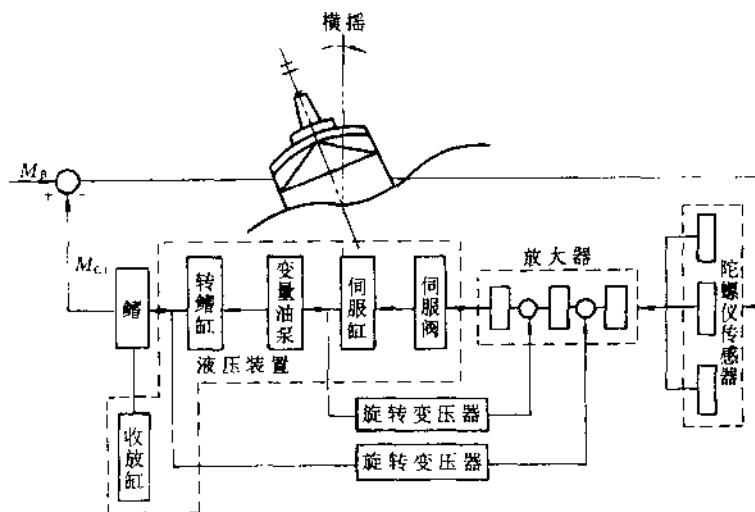 横摇
M_B
+ -
M_C1
放大器
陀螺仪传感器
鳍
转鳍缸
变量油泵
伺服缸
伺服阀
液压装置
旋转变压器
旋转变压器
收放缸